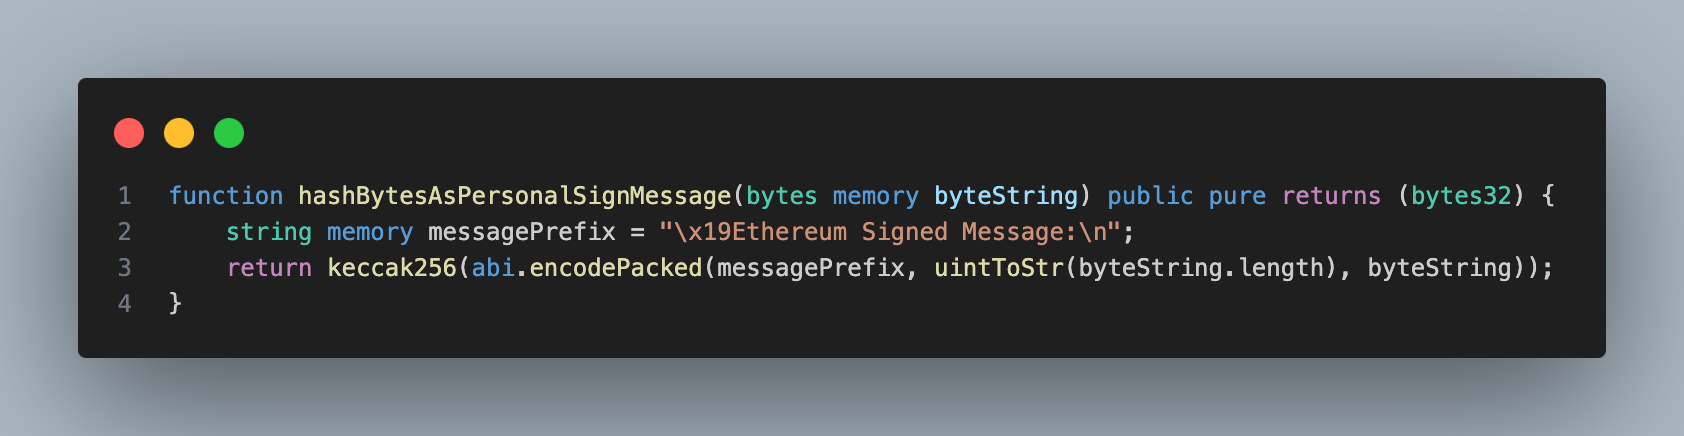 1 function hashBytesAsPersonalSignMessage(bytes memory byteString) public pure returns (bytes32) {
2     string memory messagePrefix = "\x19Ethereum Signed Message:\n";
3     return keccak256(abi.encodePacked(messagePrefix, uintToStr(byteString.length), byteString));
4 }